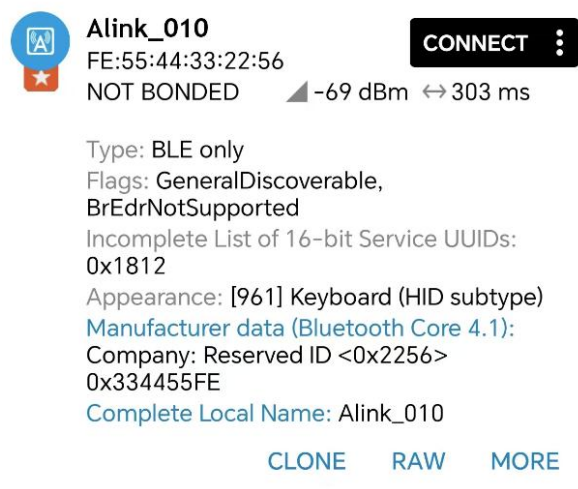 Alink_010
CONNECT
FE:55:44:33:22:56
NOT BONDED -69 dBm 303 ms
Type: BLE only
Flags: GeneralDiscoverable,
BrEdrNotSupported
Incomplete List of 16-bit Service UUIDs:
0x1812
Appearance: [961] Keyboard (HID subtype)
Manufacturer data (Bluetooth Core 4.1):
Company: Reserved ID <0x2256>
0x334455FE
Complete Local Name: Alink_010
CLONE RAW MORE